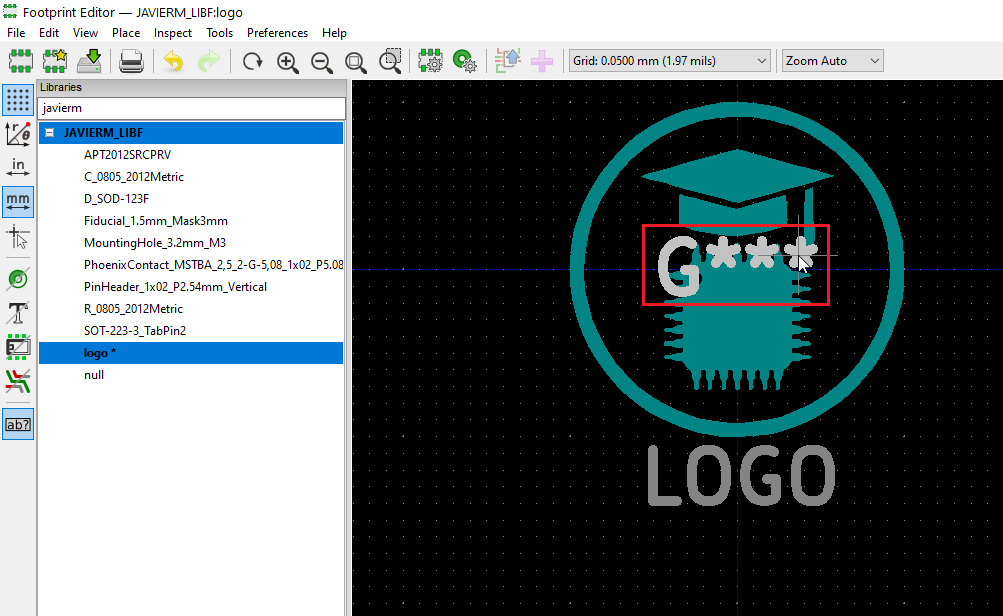 Footprint Editor — JAVIERM_LIBF:logo
File Edit View Place Inspect Tools Preferences Help
Grid: 0.0500 mm (1.97 mils) Zoom Auto
Libraries
javierm
JAVIERM_LIBF
APT2012SRCPRV
C_0805_2012Metric
D_SOD-123F
Fiducial_1.5mm_Mask3mm
MountingHole_3.2mm_M3
PhoenixContact_MSTBA_2,5_2-G-5,08_1x02_P5.08
PinHeader_1x02_P2.54mm_Vertical
R_0805_2012Metric
SOT-223-3_TabPin2
logo *
null
r θ
in
mm
T
ab?
G***
LOGO